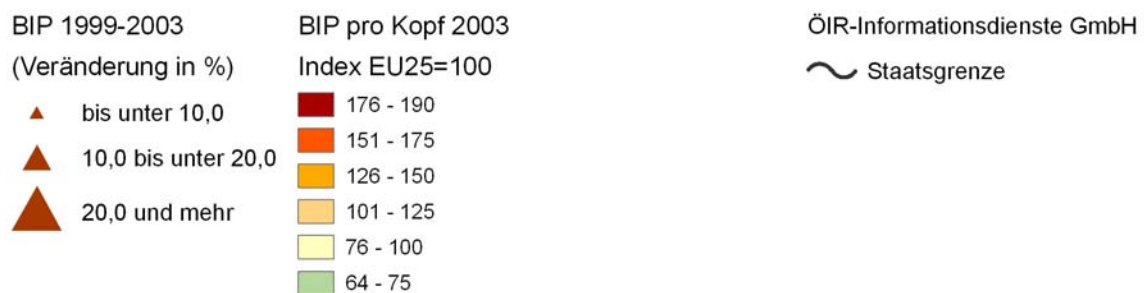 BIP 1999-2003
(Veränderung in %)
bis unter 10,0
10,0 bis unter 20,0
20,0 und mehr
BIP pro Kopf 2003
Index EU25=100
176 - 190
151 - 175
126 - 150
101 - 125
76 - 100
64 - 75
ÖIR-Informationsdienste GmbH
Staatsgrenze